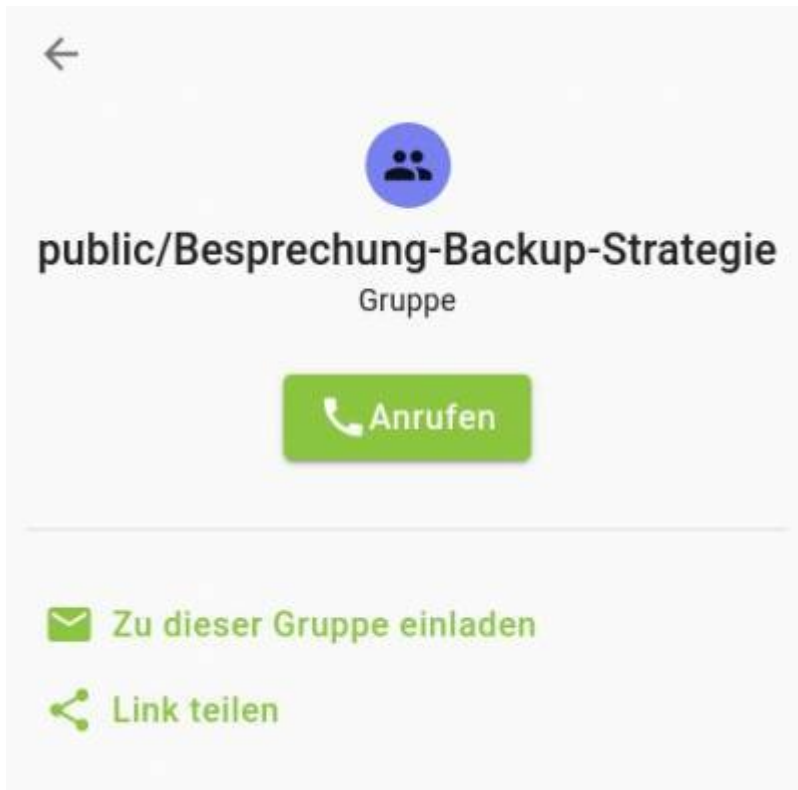 public/Besprechung-Backup-Strategie
Gruppe
Anrufen
Zu dieser Gruppe einladen
Link teilen